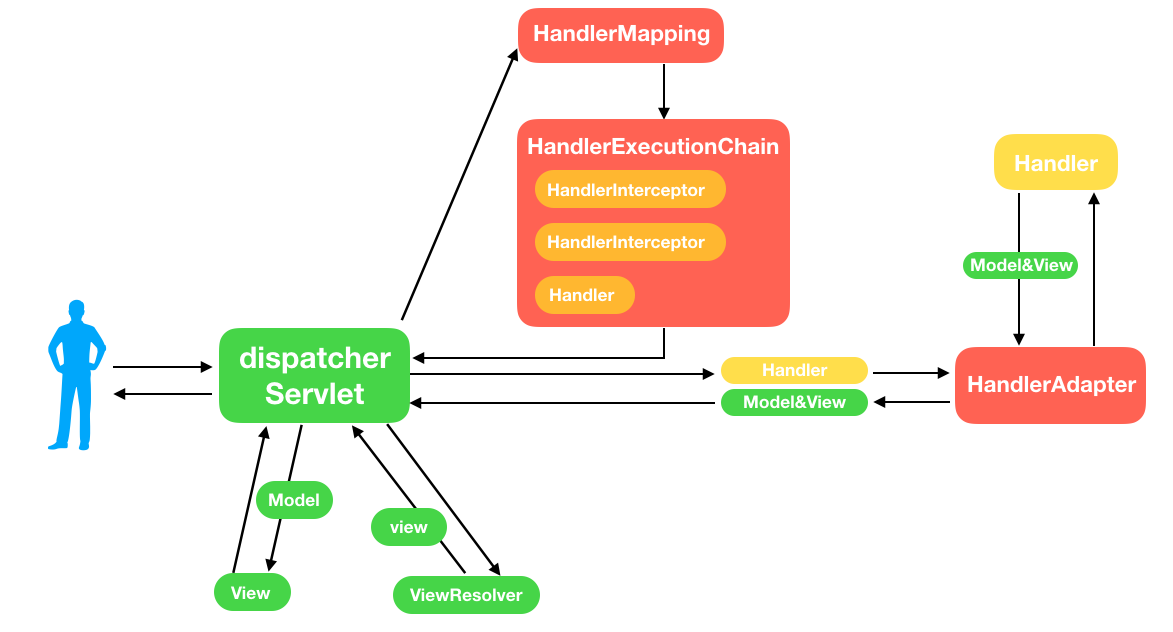 HandlerMapping
HandlerExecutionChain
HandlerInterceptor
HandlerInterceptor
Handler
Handler
Model&View
dispatcher
Servlet
Handler
Model&View
HandlerAdapter
Model
view
View
ViewResolver